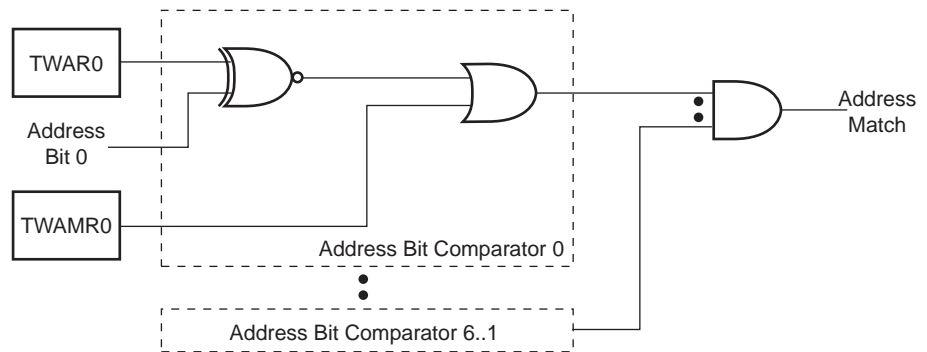 TWAR0
Address
Bit 0
TWAMR0
Address Bit Comparator 0
Address Bit Comparator 6..1
Address
Match